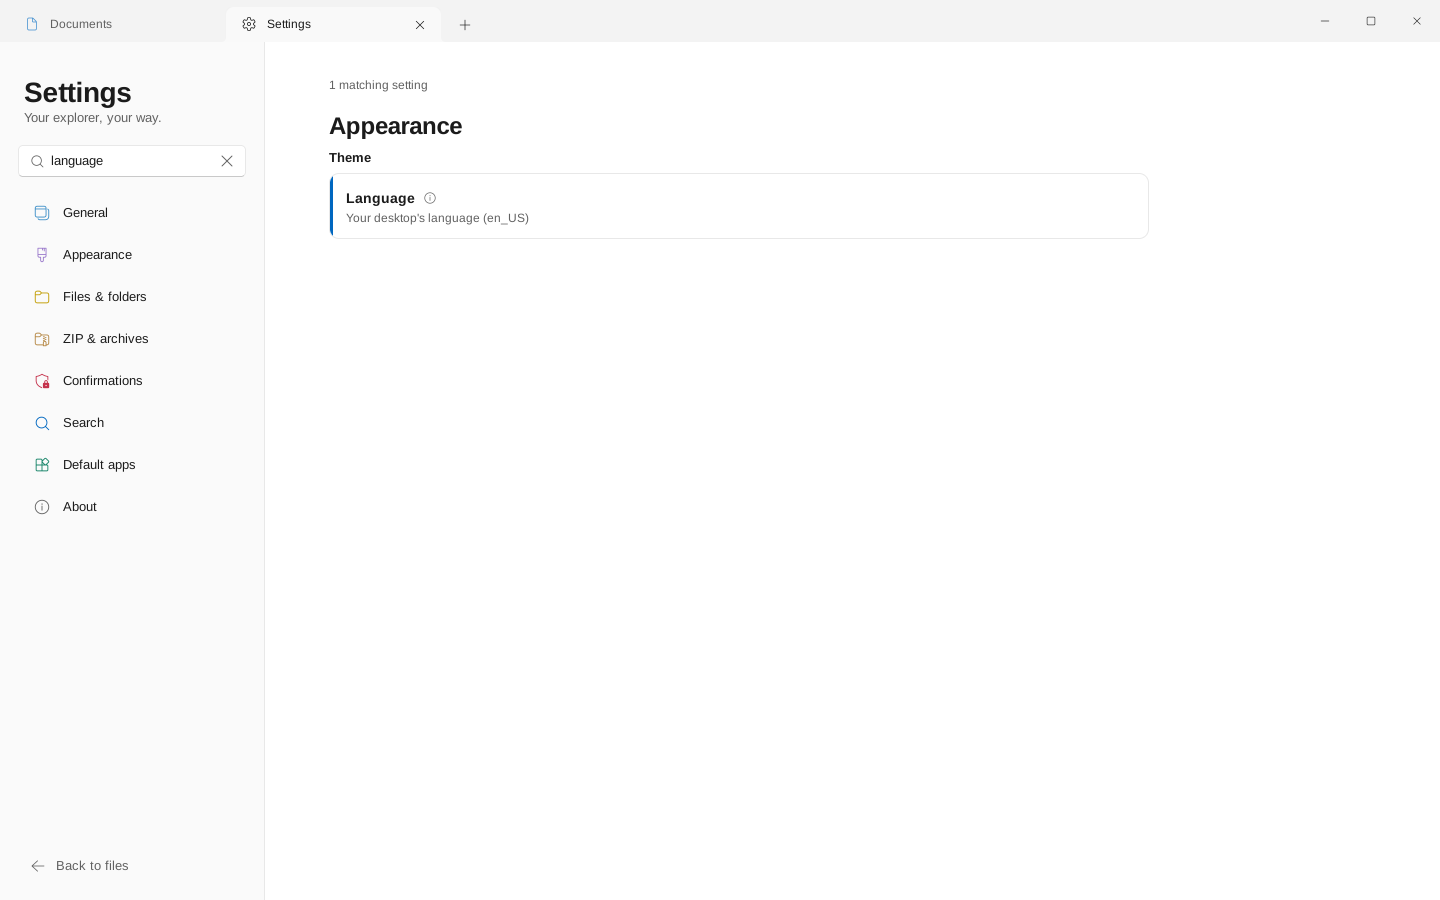 Documents
Settings
Settings
Your explorer, your way.
language
General
Appearance
Files & folders
ZIP & archives
Confirmations
Search
Default apps
About
Back to files
1 matching setting
Appearance
Theme
Language
Your desktop's language (en_US)